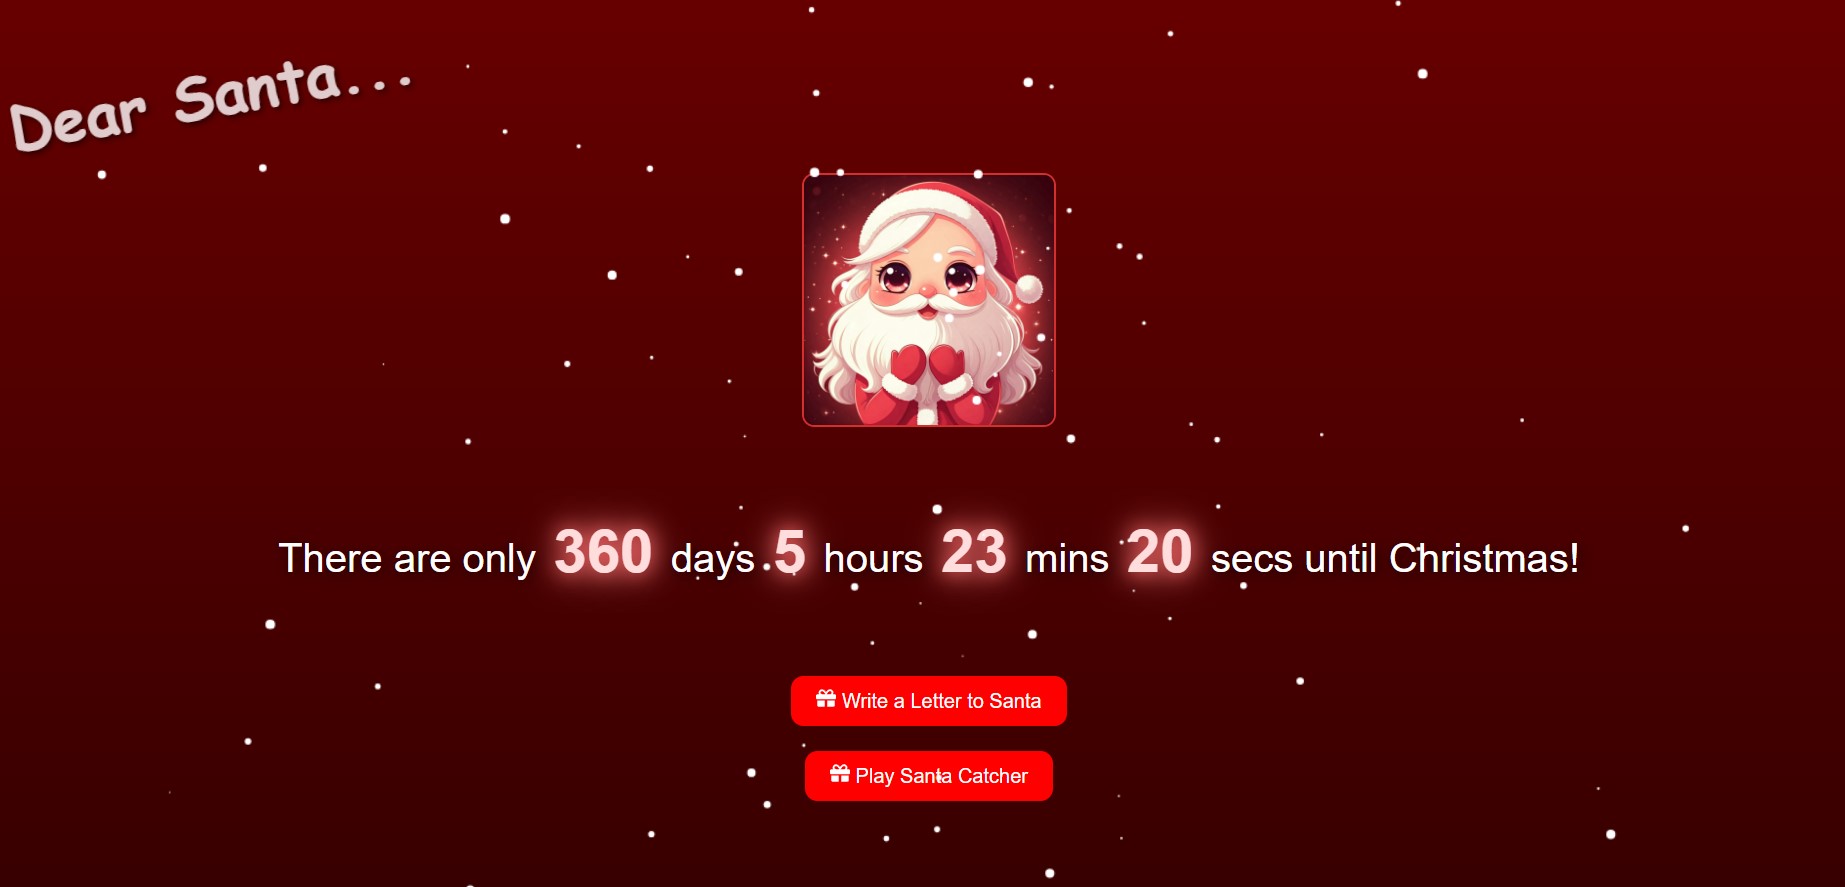 Dear Santa...
There are only 360 days 5 hours 23 mins 20 secs until Christmas!
Write a Letter to Santa
Play Santa Catcher